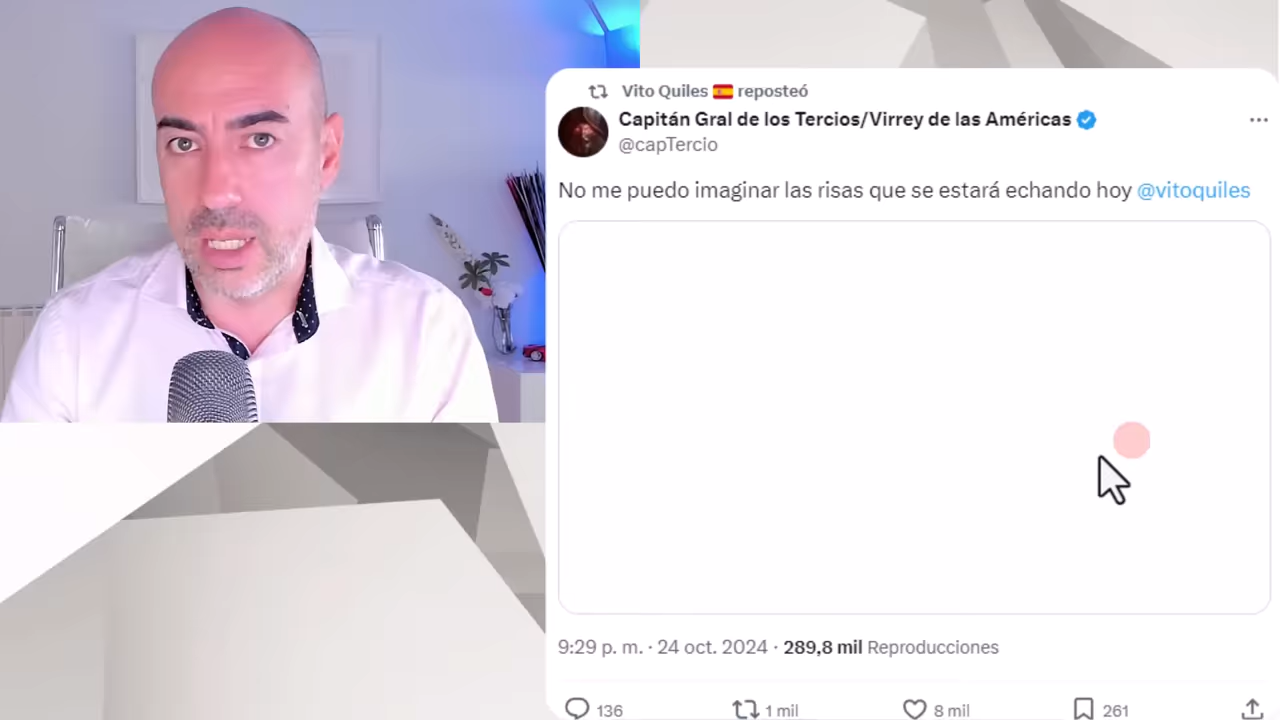 Vito Quiles 🇪🇸 reposteó
Capitán Gral de los Tercios/Virrey de las Américas
@capTercio
No me puedo imaginar las risas que se estará echando hoy @vitoquiles
9:29 p. m. · 24 oct. 2024 · 289,8 mil Reproducciones
136 1 mil 8 mil 261